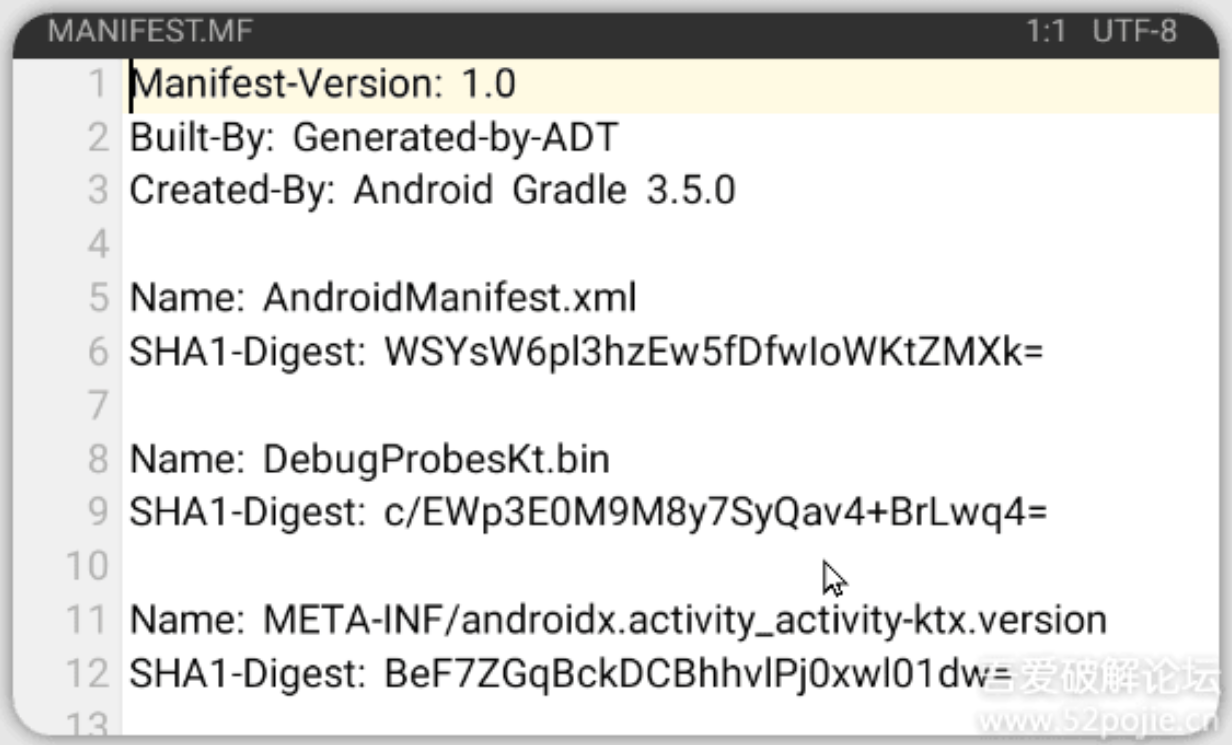 MANIFEST.MF 1:1 UTF-8
1 Manifest-Version: 1.0
2 Built-By: Generated-by-ADT
3 Created-By: Android Gradle 3.5.0
4
5 Name: AndroidManifest.xml
6 SHA1-Digest: WSYsW6pl3hzEw5fDfwIoWKtZMXk=
7
8 Name: DebugProbesKt.bin
9 SHA1-Digest: c/EWp3E0M9M8y7SyQav4+BrLwq4=
10
11 Name: META-INF/androidx.activity_activity-ktx.version
12 SHA1-Digest: BeF7ZGqBckDCBhhvlPj0xwl01dw=
13
吾爱破解论坛
www.52pojie.cn